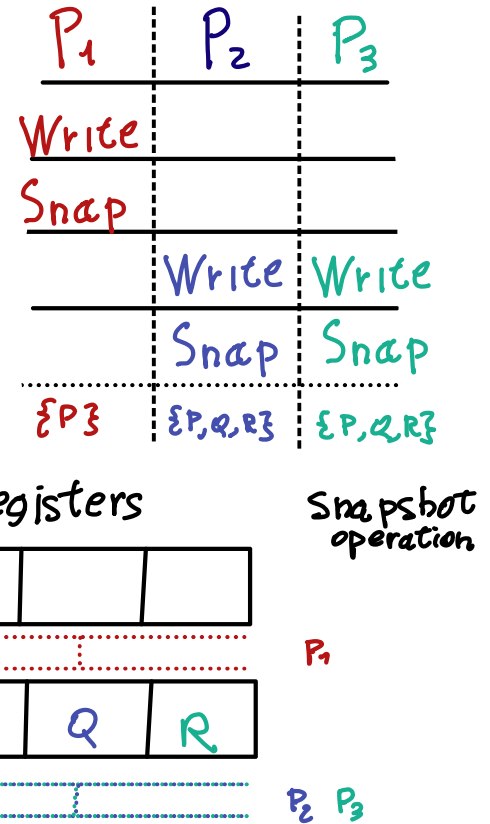 P1 P2 P3
Write
Snap
Write Write
Snap Snap
{P} {P,Q,R} {P,Q,R}
egisters Snapshot
operation
P1
Q R
P2 P3